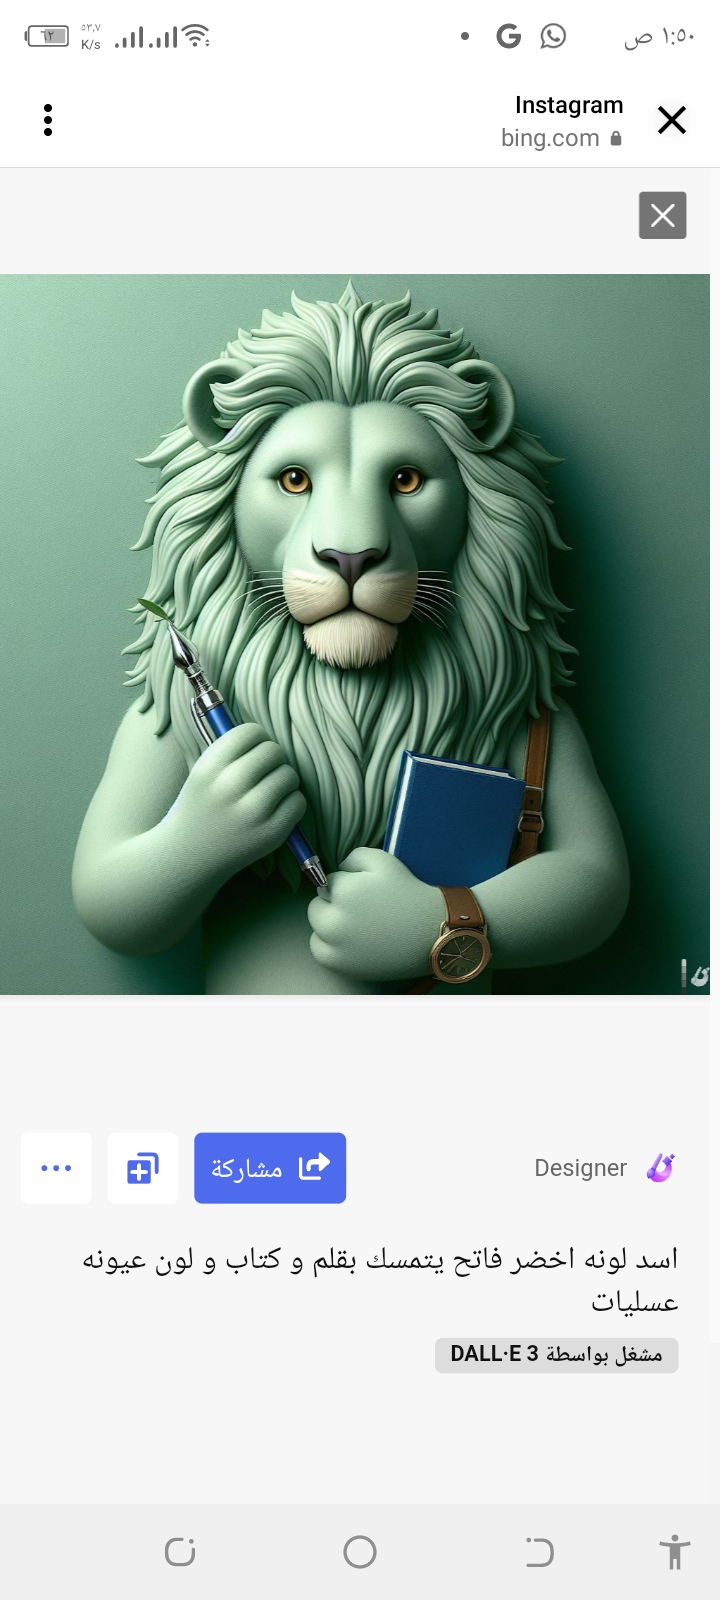 ١:٥٠ ص
٥٣,٧
K/s
٦٢
Instagram
bing.com
مشاركة
Designer
اسد لونه اخضر فاتح يتمسك بقلم و كتاب و لون عيونه
عسليات
مشغل بواسطة DALL·E 3